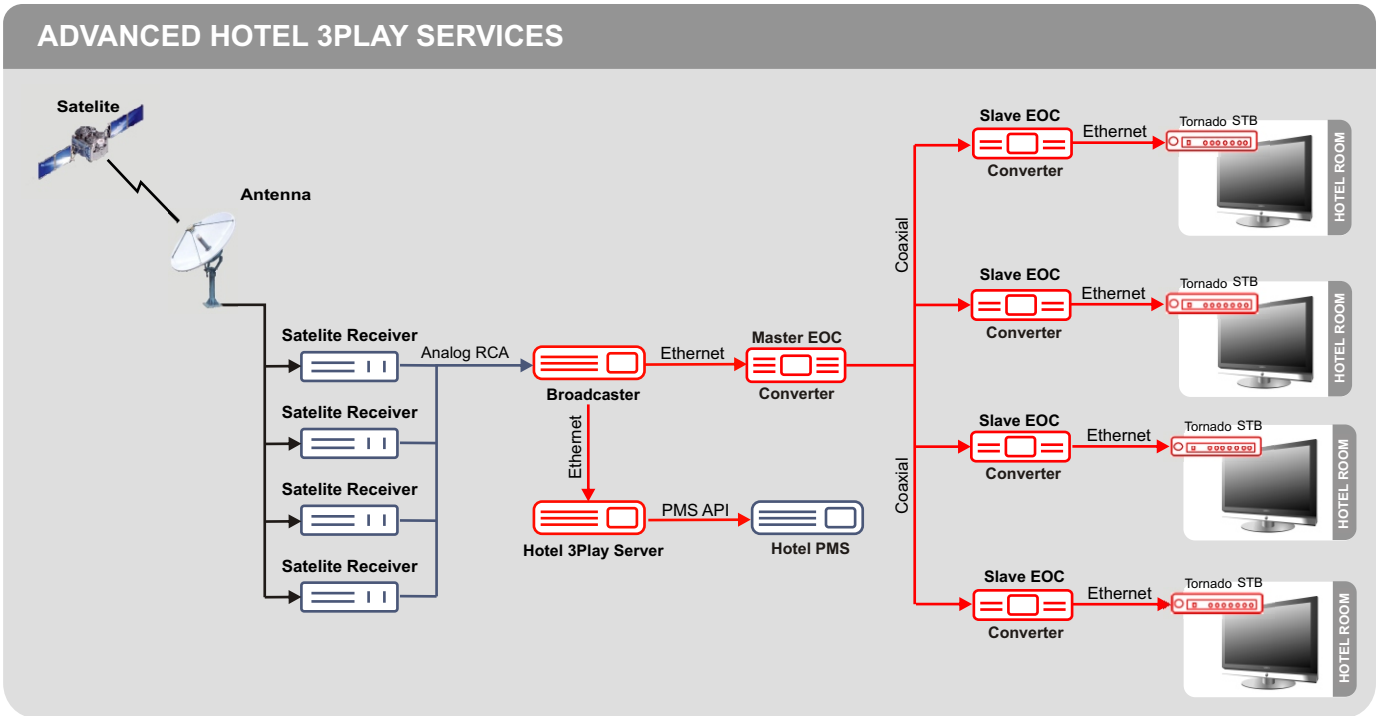 ADVANCED HOTEL 3PLAY SERVICES
Satelite
Antenna
Satelite Receiver
Analog RCA
Satelite Receiver
Satelite Receiver
Satelite Receiver
Broadcaster
Ethernet
Ethernet
Hotel 3Play Server
PMS API
Hotel PMS
Master EOC
Converter
Coaxial
Coaxial
Slave EOC
Converter
Ethernet
Tornado STB
HOTEL ROOM
Slave EOC
Converter
Ethernet
Tornado STB
HOTEL ROOM
Slave EOC
Converter
Ethernet
Tornado STB
HOTEL ROOM
Slave EOC
Converter
Ethernet
Tornado STB
HOTEL ROOM